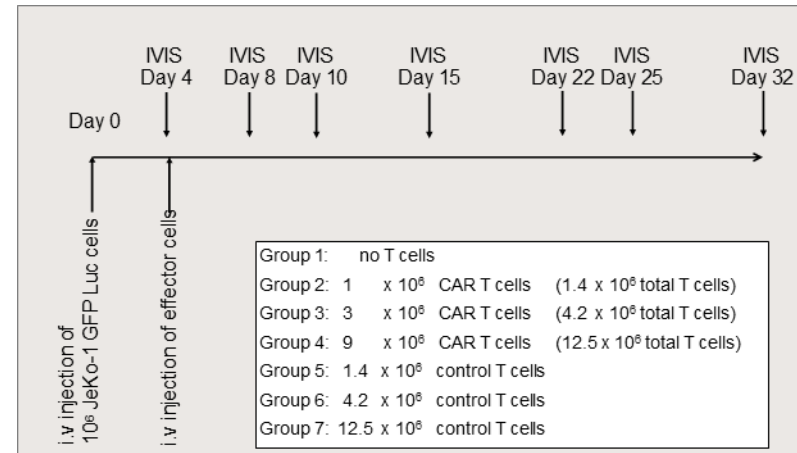 IVIS IVIS IVIS IVIS IVIS IVIS IVIS
Day 4 Day 8 Day 10 Day 15 Day 22 Day 25 Day 32
Day 0
i.v injection of
10⁶ JeKo-1 GFP Luc cells
i.v injection of effector cells
Group 1: no T cells
Group 2: 1 x 10⁶ CAR T cells (1.4 x 10⁶ total T cells)
Group 3: 3 x 10⁶ CAR T cells (4.2 x 10⁶ total T cells)
Group 4: 9 x 10⁶ CAR T cells (12.5 x 10⁶ total T cells)
Group 5: 1.4 x 10⁶ control T cells
Group 6: 4.2 x 10⁶ control T cells
Group 7: 12.5 x 10⁶ control T cells